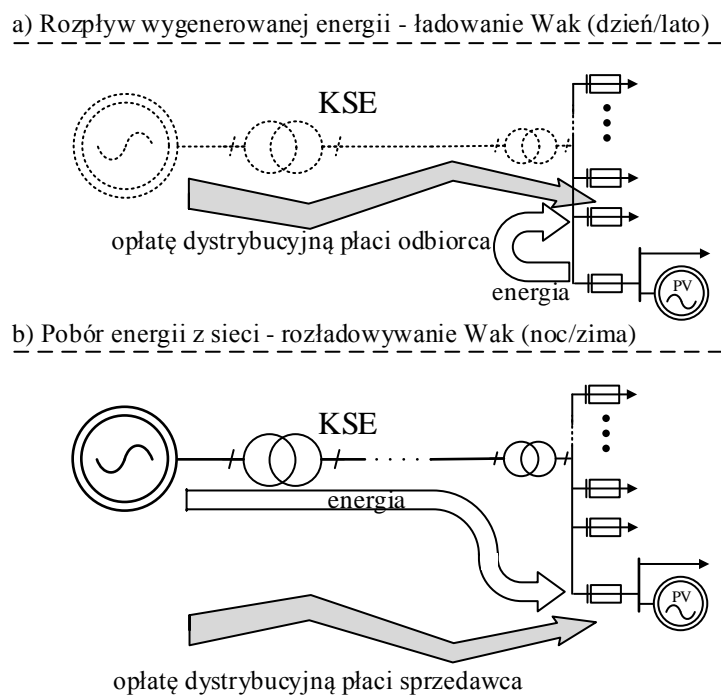 a) Rozpływ wygenerowanej energii - ładowanie Wak (dzień/lato)
KSE
opłatę dystrybucyjną płaci odbiorca
energia
PV
b) Pobór energii z sieci - rozładowywanie Wak (noc/zima)
KSE
energia
PV
opłatę dystrybucyjną płaci sprzedawca